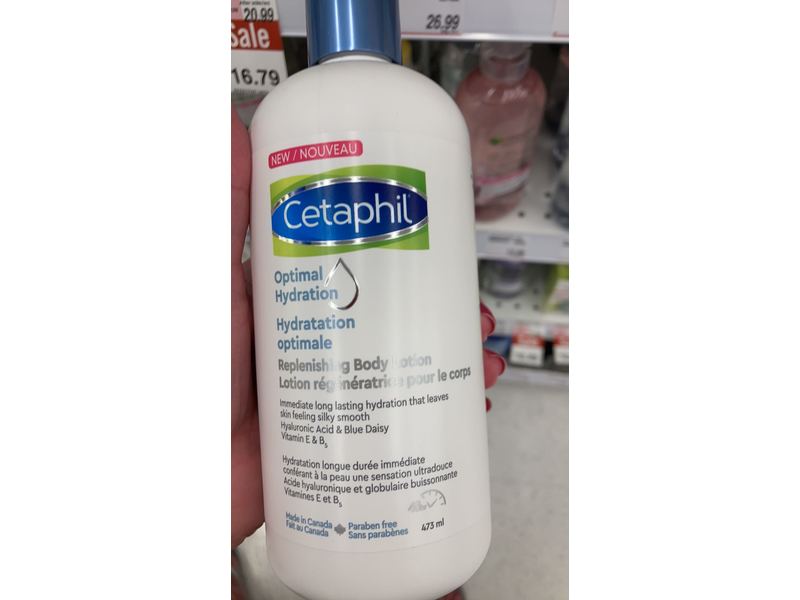 20.99
Sale
16.79
26.99
NEW / NOUVEAU
Cetaphil
Optimal
Hydration
Hydratation
optimale
Replenishing Body Lotion
Lotion régénératrice pour le corps
Immediate long lasting hydration that leaves
skin feeling silky smooth
Hyaluronic Acid & Blue Daisy
Vitamin E & B5
Hydratation longue durée immédiate
conférant à la peau une sensation ultradouce
Acide hyaluronique et globulaire buissonnante
Vitamines E et B5
Made in Canada
Fait au Canada
Paraben free
Sans parabènes
473 ml